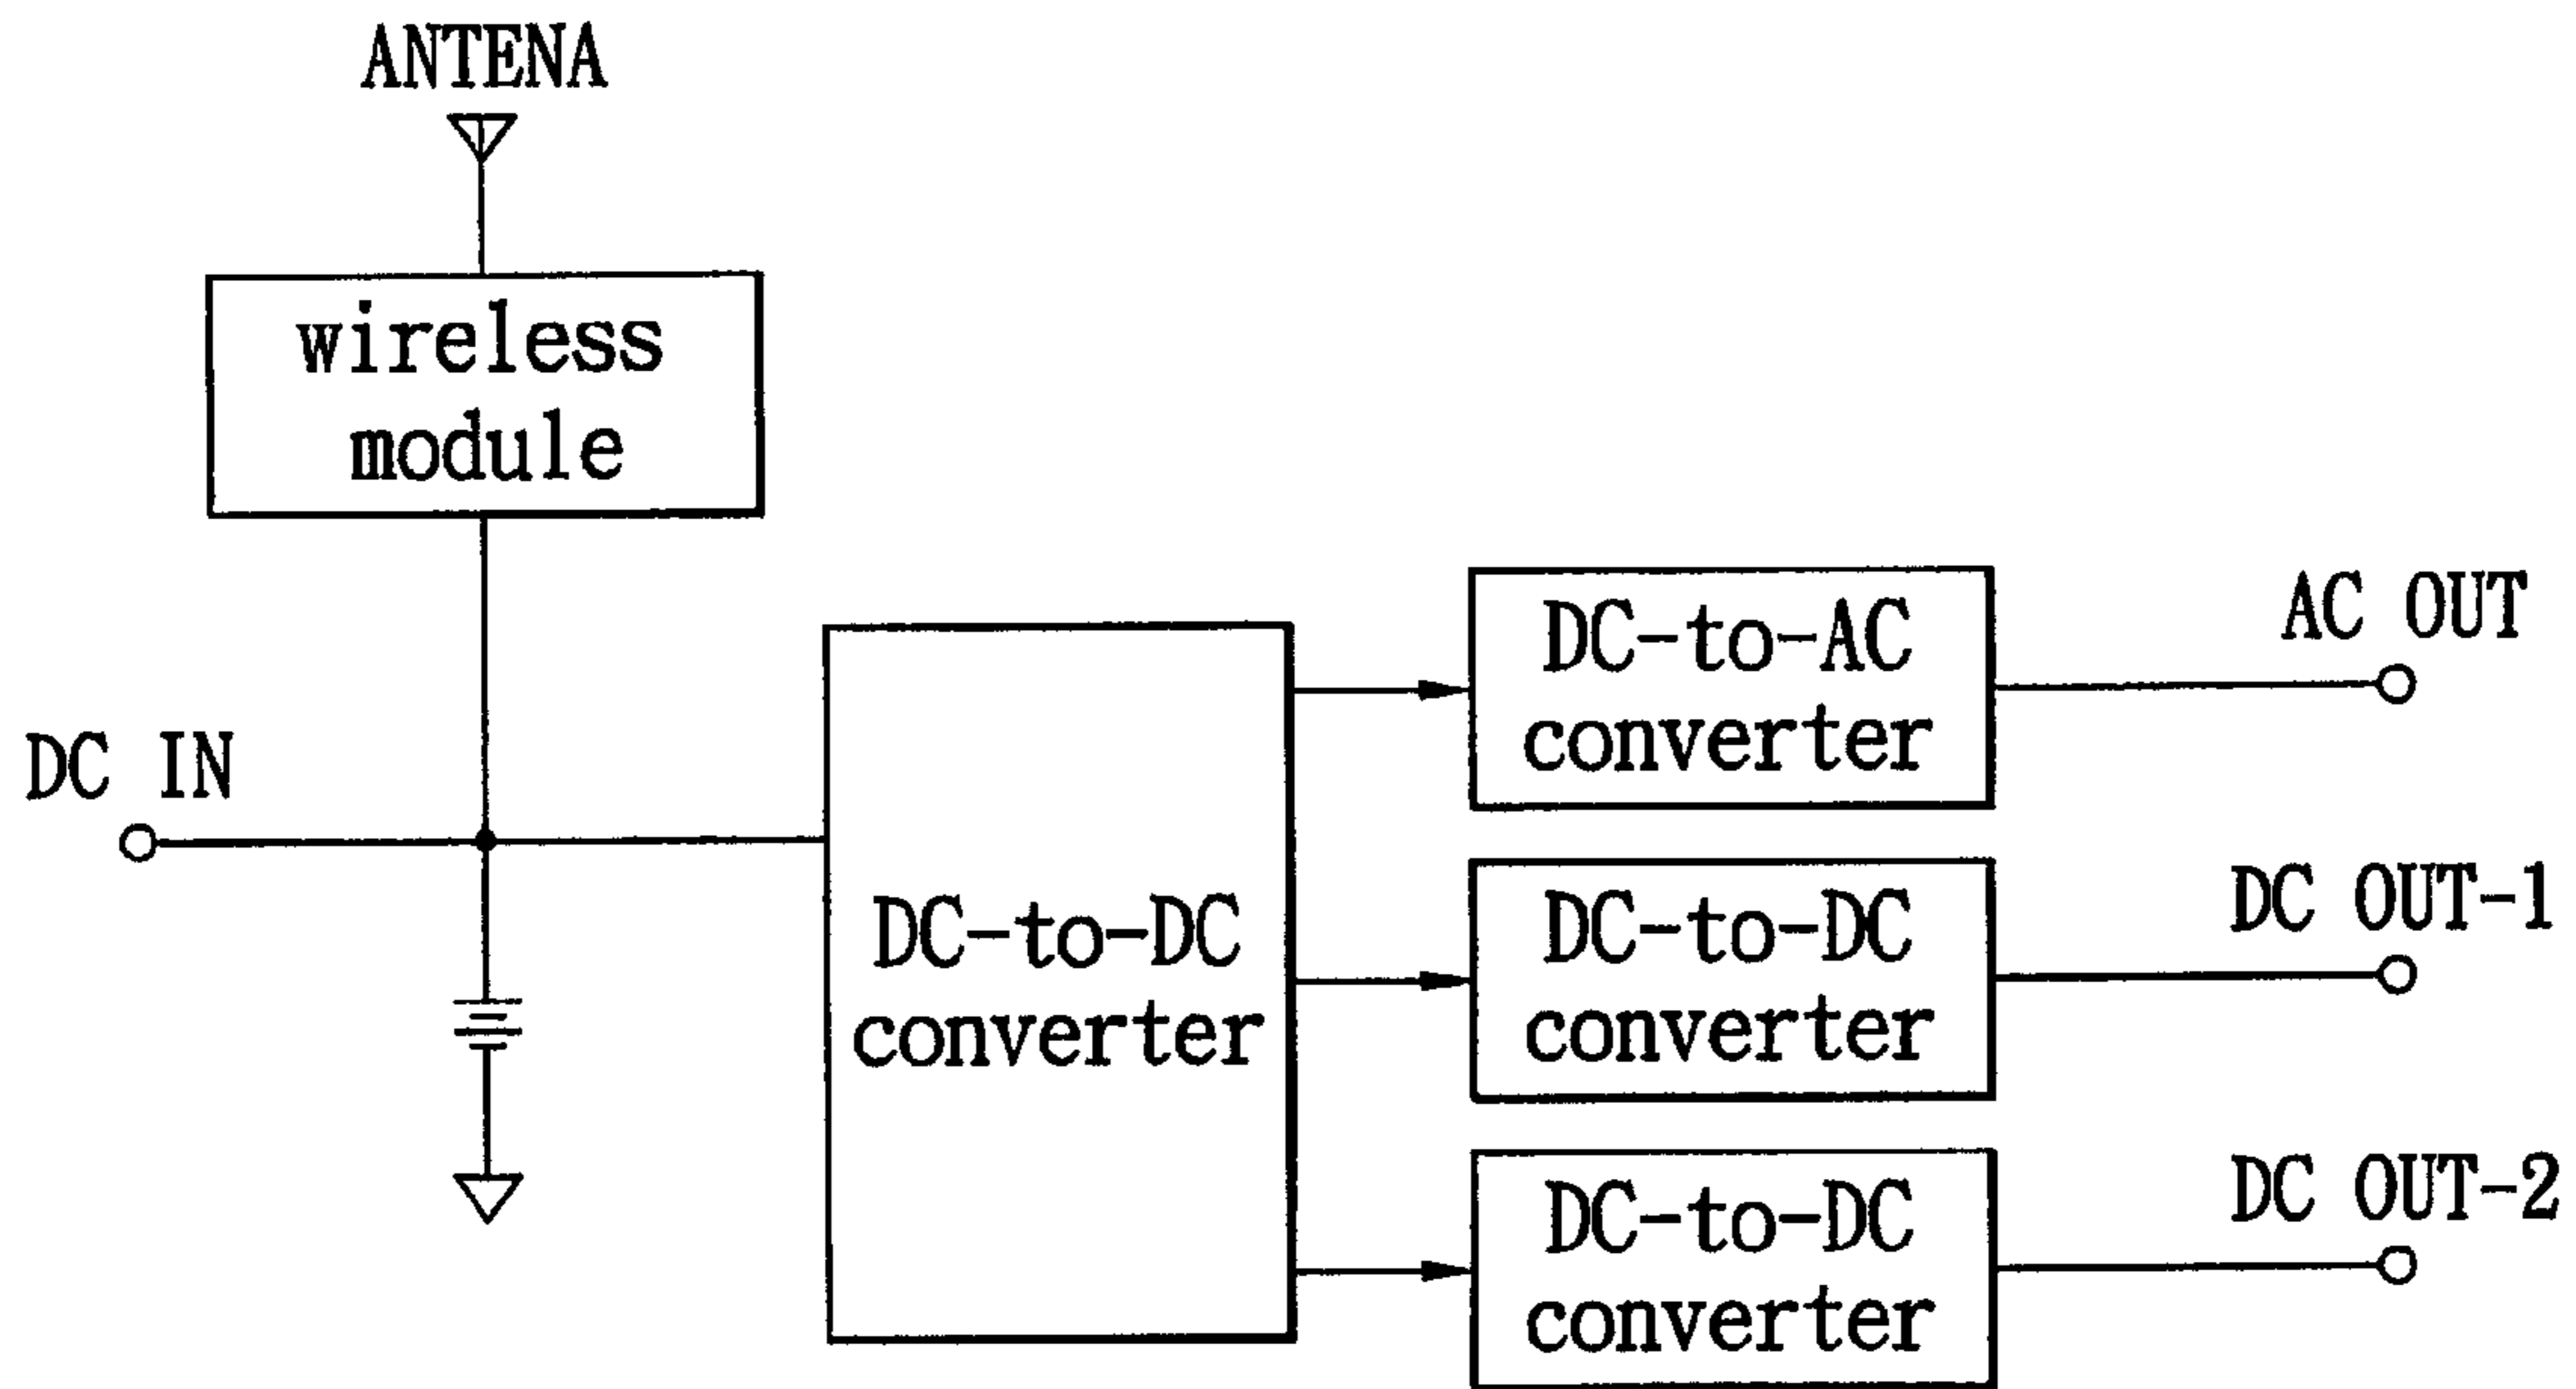 ANTENA
wireless
module
DC IN
DC-to-DC
converter
DC-to-AC
converter
AC OUT
DC-to-DC
converter
DC OUT-1
DC-to-DC
converter
DC OUT-2